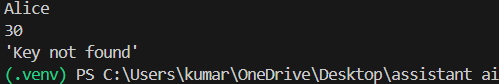 Alice
30
'Key not found'
(.venv) PS C:\Users\kumar\OneDrive\Desktop\assistant ai